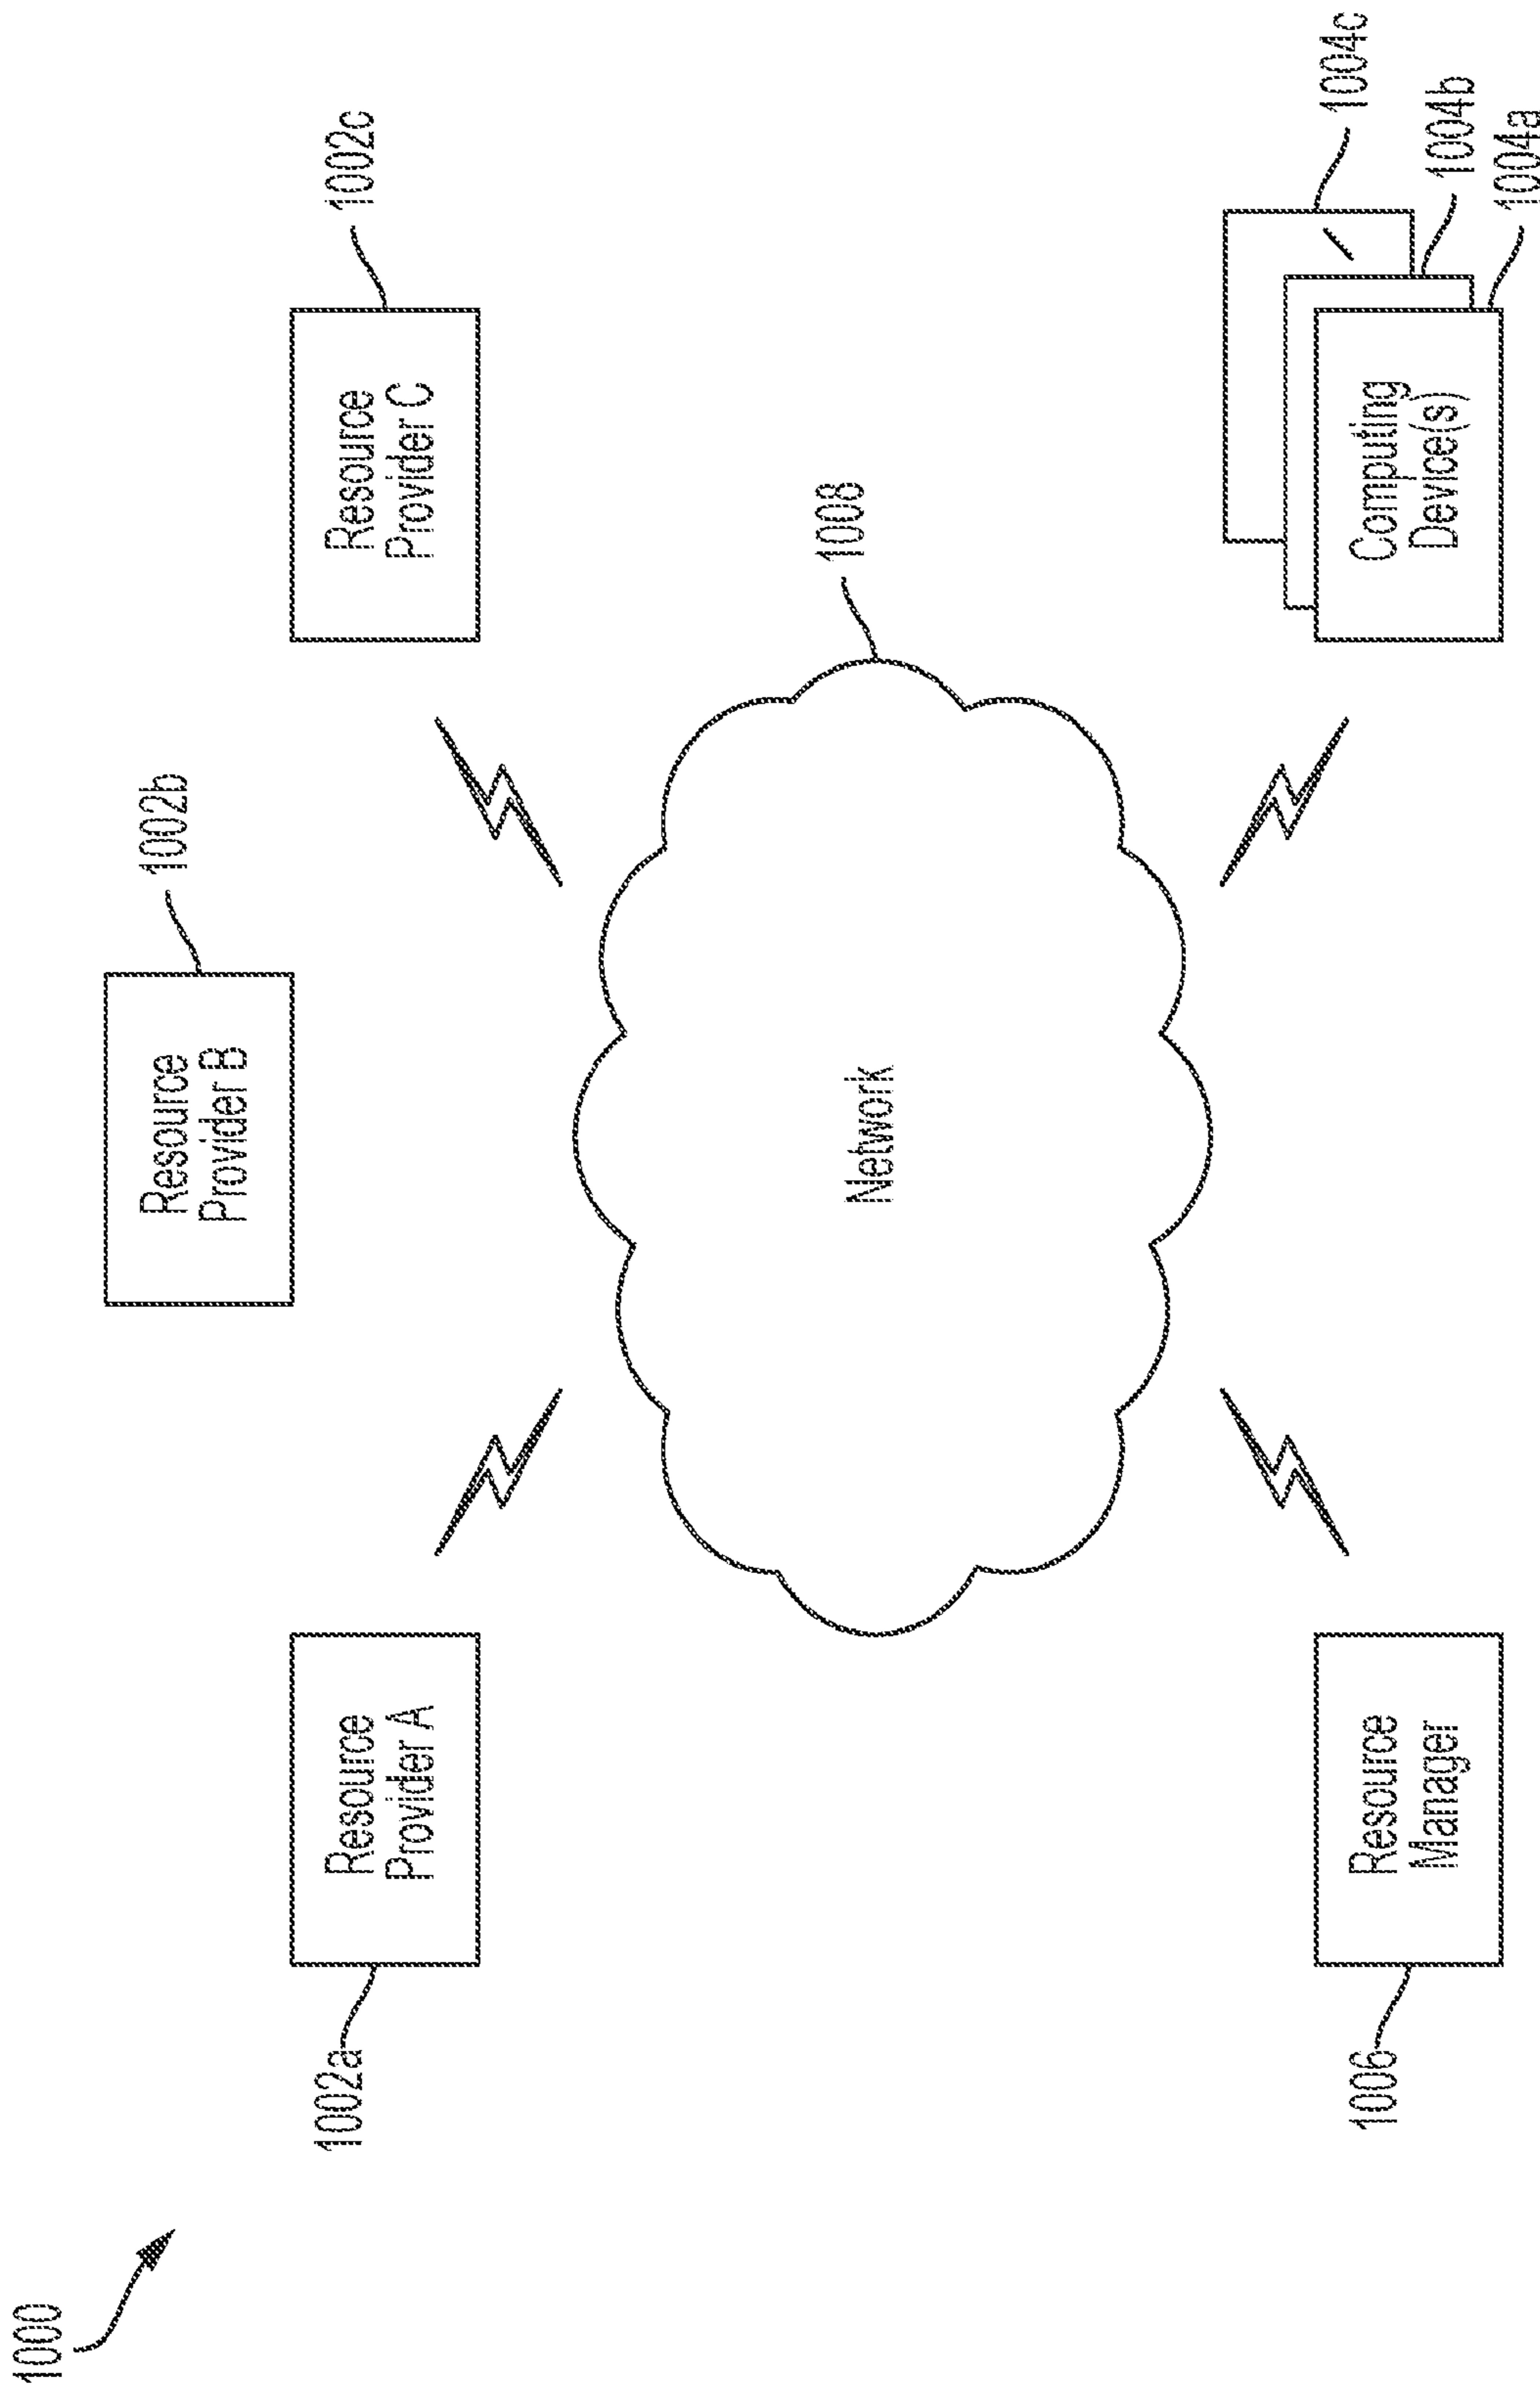 1000
Resource
Provider B
1002b
1002a
Resource
Provider A
Resource
Provider C
1002c
Network
1008
1006
Resource
Manager
Computing
Device(s)
1004c
1004b
1004a